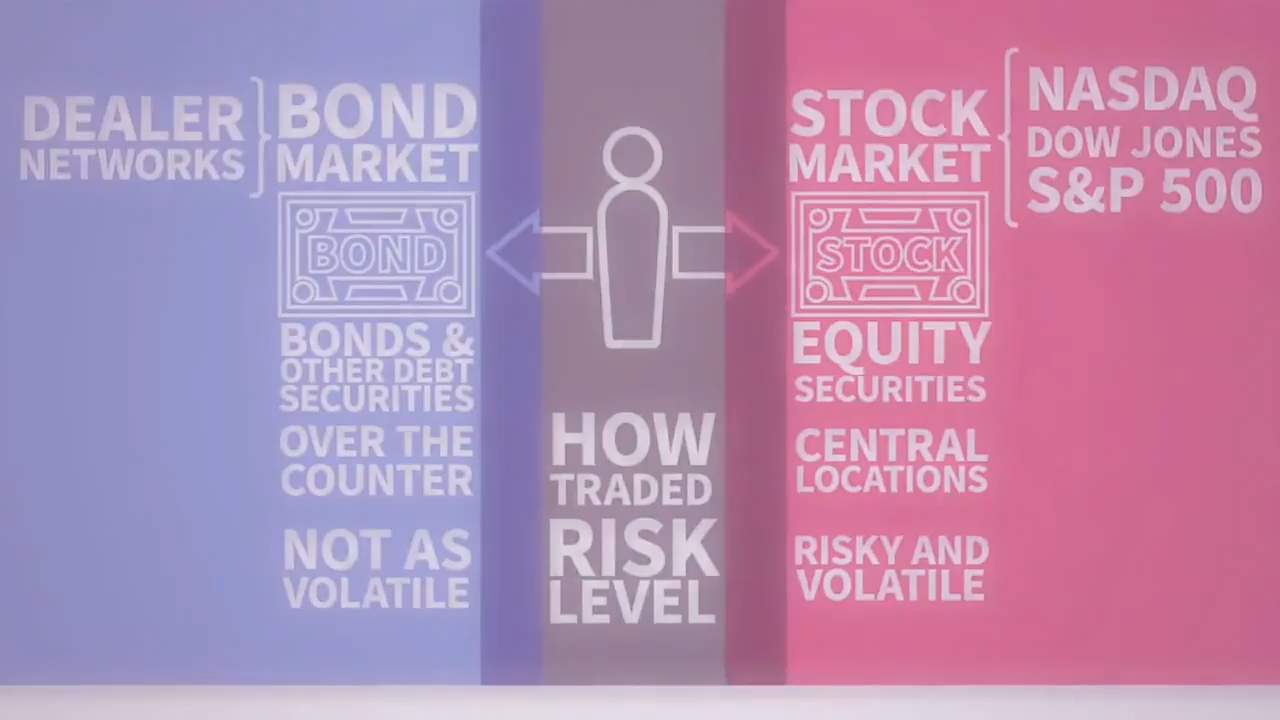 DEALER
NETWORKS
BOND
MARKET
BOND
BONDS &
OTHER DEBT
SECURITIES
OVER THE
COUNTER
NOT AS
VOLATILE
HOW
TRADED
RISK
LEVEL
STOCK
MARKET
STOCK
EQUITY
SECURITIES
CENTRAL
LOCATIONS
RISKY AND
VOLATILE
NASDAQ
DOW JONES
S&P 500